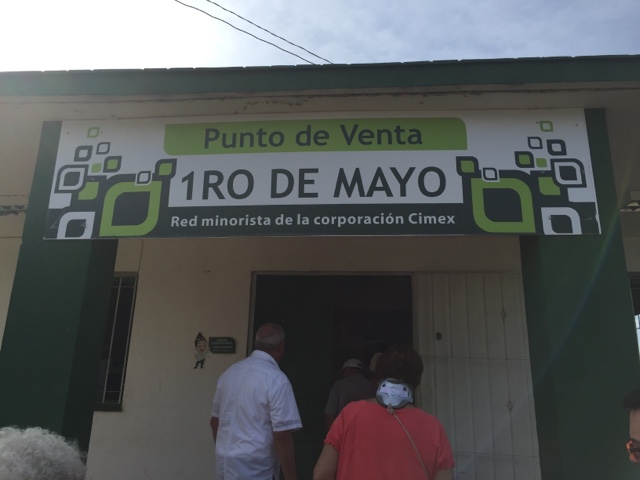 Punto de Venta
1RO DE MAYO
Red minorista de la corporación Cimex